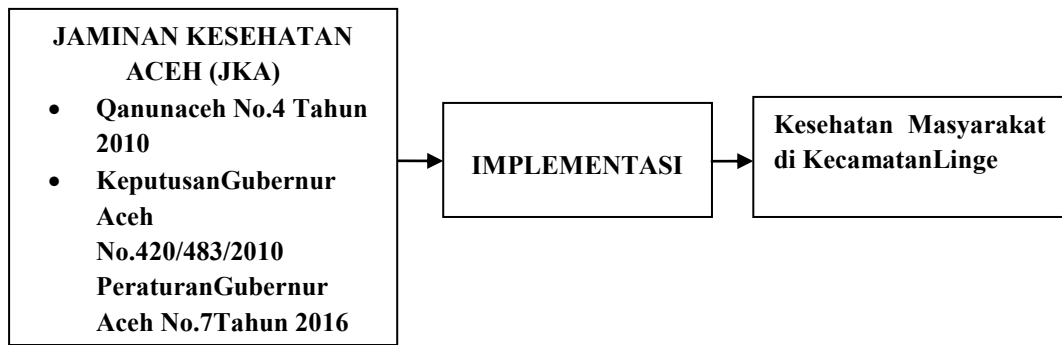 JAMINAN KESEHATAN
ACEH (JKA)
• Qanunaceh No.4 Tahun
2010
• KeputusanGubernur
Aceh
No.420/483/2010
PeraturanGubernur
Aceh No.7Tahun 2016
IMPLEMENTASI
Kesehatan Masyarakat
di KecamatanLinge